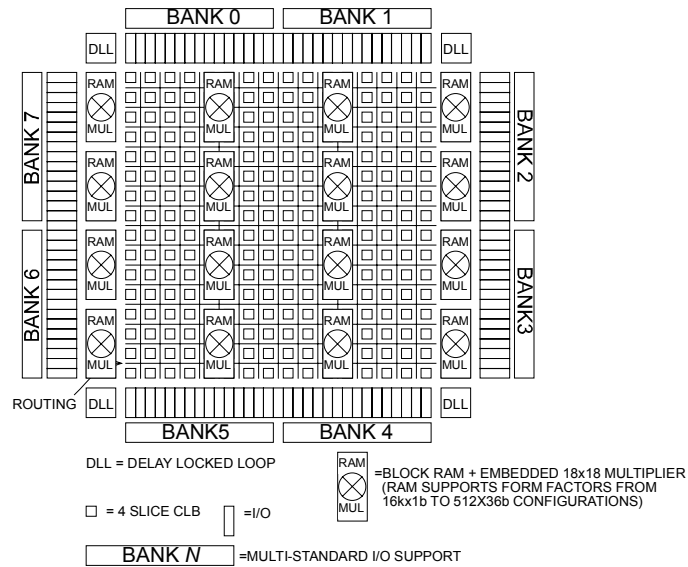 BANK 0 BANK 1
DLL DLL
RAM RAM RAM RAM
MUL MUL MUL MUL
BANK 7 BANK 2
RAM RAM RAM RAM
MUL MUL MUL MUL
RAM RAM RAM RAM
MUL MUL MUL MUL
BANK 6 BANK3
RAM RAM RAM RAM
MUL MUL MUL MUL
ROUTING
DLL DLL
BANK5 BANK 4
DLL = DELAY LOCKED LOOP
= 4 SLICE CLB
=I/O
BANK N =MULTI-STANDARD I/O SUPPORT
RAM
MUL
=BLOCK RAM + EMBEDDED 18x18 MULTIPLIER
(RAM SUPPORTS FORM FACTORS FROM
16kx1b TO 512X36b CONFIGURATIONS)